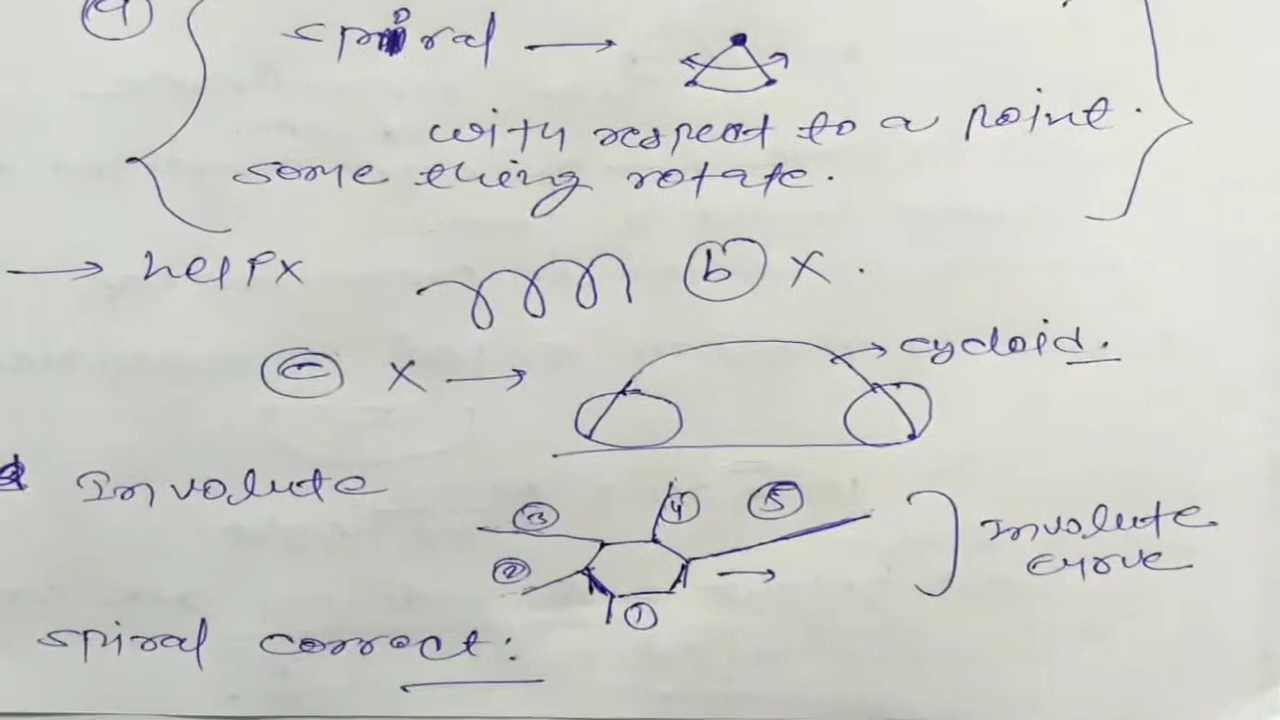 spiral →
with respect to a point.
some thing rotate.
→ helix b X .
c X → cycloid.
Involute
3 4 5
2
1
Involute
curve
spiral correct: